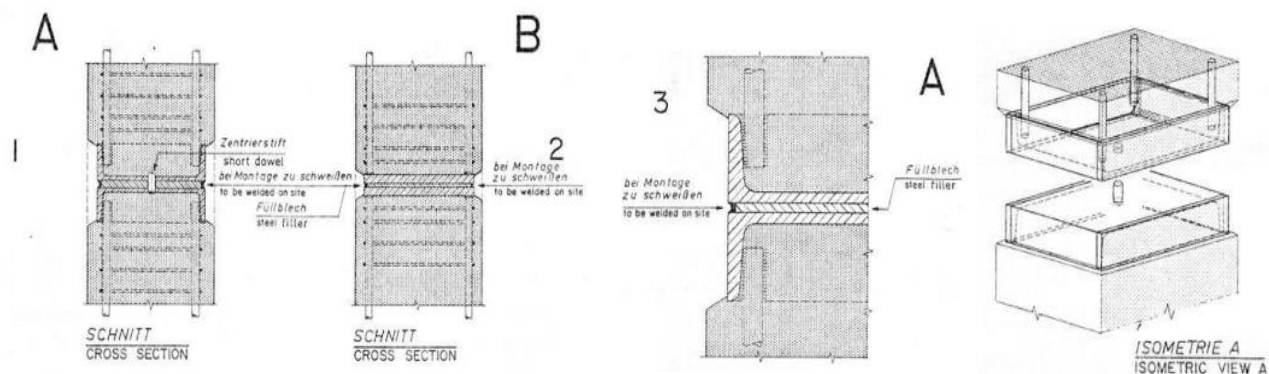 A
B
A
1
2
3
Zentrierstift
short dowel
bei Montage zu schweißen
to be welded on site
Füllblech
steel filler
bei Montage
zu schweißen
to be welded on site
bei Montage
zu schweißen
to be welded on site
Füllblech
steel filler
SCHNITT
CROSS SECTION
SCHNITT
CROSS SECTION
ISOMETRIE A
ISOMETRIC VIEW A